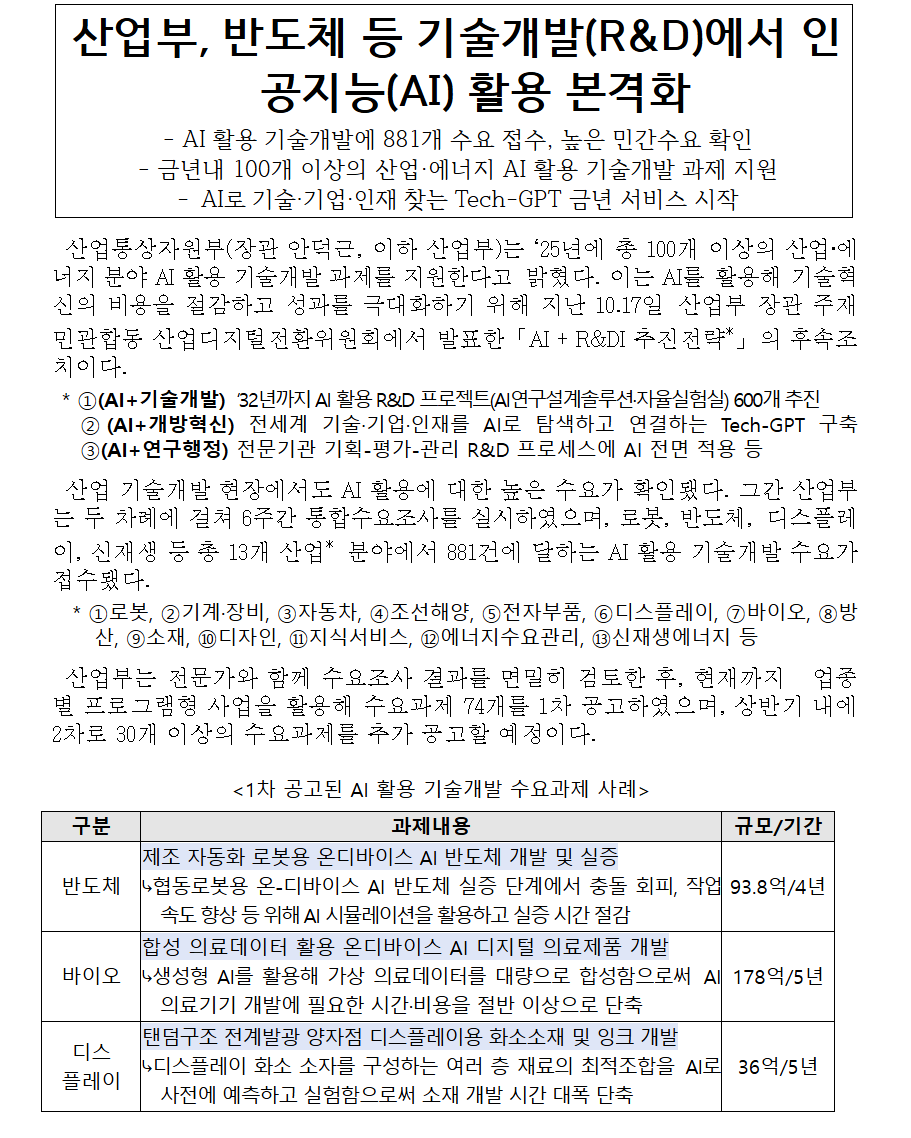 산업부, 반도체 등 기술개발(R&D)에서 인
공지능(AI) 활용 본격화
- AI 활용 기술개발에 881개 수요 접수, 높은 민간수요 확인
- 금년내 100개 이상의 산업·에너지 AI 활용 기술개발 과제 지원
- AI로 기술·기업·인재 찾는 Tech-GPT 금년 서비스 시작
산업통상자원부(장관 안덕근, 이하 산업부)는 ‘25년에 총 100개 이상의 산업·에
너지 분야 AI 활용 기술개발 과제를 지원한다고 밝혔다. 이는 AI를 활용해 기술혁
신의 비용을 절감하고 성과를 극대화하기 위해 지난 10.17일 산업부 장관 주재
민관합동 산업디지털전환위원회에서 발표한「AI + R&DI 추진전략*」의 후속조
치이다.
* ①(AI+기술개발) ‘32년까지 AI 활용 R&D 프로젝트(AI연구설계솔루션·자율실험실) 600개 추진
② (AI+개방혁신) 전세계 기술·기업·인재를 AI로 탐색하고 연결하는 Tech-GPT 구축
③(AI+연구행정) 전문기관 기획-평가-관리 R&D 프로세스에 AI 전면 적용 등
산업 기술개발 현장에서도 AI 활용에 대한 높은 수요가 확인됐다. 그간 산업부
는 두 차례에 걸쳐 6주간 통합수요조사를 실시하였으며, 로봇, 반도체, 디스플레
이, 신재생 등 총 13개 산업* 분야에서 881건에 달하는 AI 활용 기술개발 수요가
접수됐다.
* ①로봇, ②기계·장비, ③자동차, ④조선해양, ⑤전자부품, ⑥디스플레이, ⑦바이오, ⑧방
산, ⑨소재, ⑩디자인, ⑪지식서비스, ⑫에너지수요관리, ⑬신재생에너지 등
산업부는 전문가와 함께 수요조사 결과를 면밀히 검토한 후, 현재까지 업종
별 프로그램형 사업을 활용해 수요과제 74개를 1차 공고하였으며, 상반기 내에
2차로 30개 이상의 수요과제를 추가 공고할 예정이다.
<1차 공고된 AI 활용 기술개발 수요과제 사례>
구분 과제내용 규모/기간
반도체
제조 자동화 로봇용 온디바이스 AI 반도체 개발 및 실증
↳협동로봇용 온-디바이스 AI 반도체 실증 단계에서 충돌 회피, 작업
속도 향상 등 위해 AI 시뮬레이션을 활용하고 실증 시간 절감
93.8억/4년
바이오
합성 의료데이터 활용 온디바이스 AI 디지털 의료제품 개발
↳생성형 AI를 활용해 가상 의료데이터를 대량으로 합성함으로써 AI
의료기기 개발에 필요한 시간·비용을 절반 이상으로 단축
178억/5년
디스
플레이
탠덤구조 전계발광 양자점 디스플레이용 화소소재 및 잉크 개발
↳디스플레이 화소 소자를 구성하는 여러 층 재료의 최적조합을 AI로
사전에 예측하고 실험함으로써 소재 개발 시간 대폭 단축
36억/5년